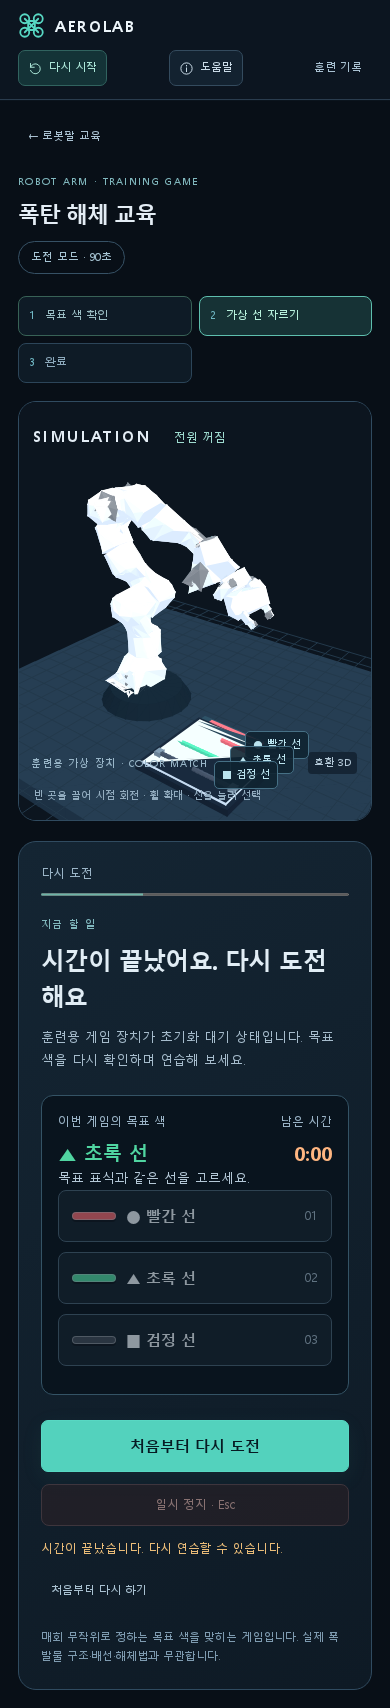 AEROLAB
다시 시작
도움말
훈련 기록
← 로봇팔 교육
ROBOT ARM · TRAINING GAME
폭탄 해체 교육
도전 모드 · 90초
1 목표 색 확인
2 가상 선 자르기
3 완료
SIMULATION 전원 꺼짐
● 빨간 선
▲ 초록 선
■ 검정 선
훈련용 가상 장치 · COLOR MATCH
흐환 3D
빈 곳을 끌어 시점 회전 · 휠 확대 · 선을 눌러 선택
다시 도전
지금 할 일
시간이 끝났어요. 다시 도전
해요
훈련용 게임 장치가 초기화 대기 상태입니다. 목표
색을 다시 확인하며 연습해 보세요.
이번 게임의 목표 색
남은 시간
▲ 초록 선
0:00
목표 표식과 같은 선을 고르세요.
● 빨간 선 01
▲ 초록 선 02
■ 검정 선 03
처음부터 다시 도전
일시 정지 · Esc
시간이 끝났습니다. 다시 연습할 수 있습니다.
처음부터 다시 하기
매회 무작위로 정하는 목표 색을 맞히는 게임입니다. 실제 폭
발물 구조·배선·해체법과 무관합니다.